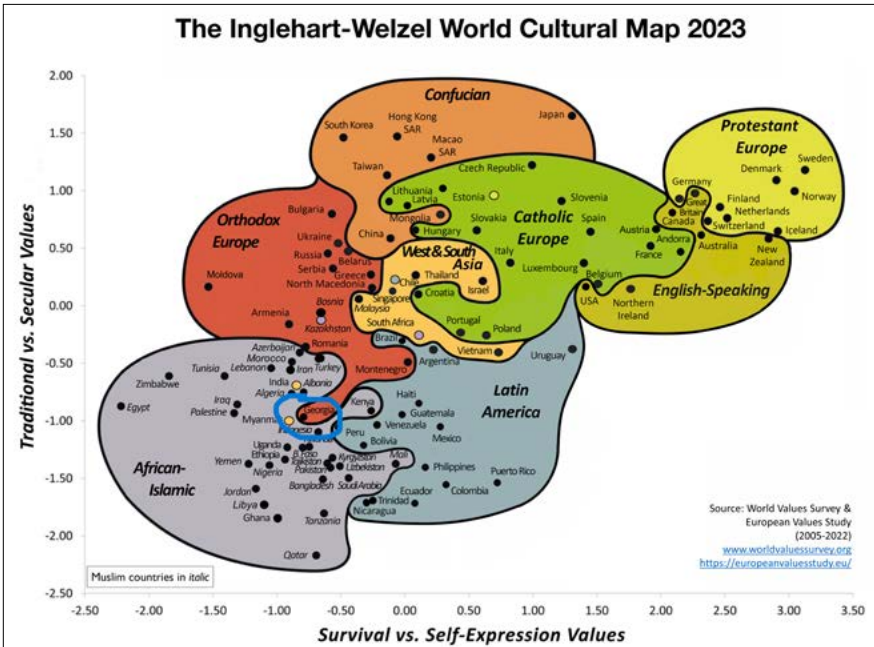 The Inglehart-Welzel World Cultural Map 2023
2.00
1.50
1.00
0.50
0.00
-0.50
-1.00
-1.50
-2.00
-2.50
Traditional vs. Secular Values
Confucian
Hong Kong
SAR
South Korea
Macao
SAR
Japan
Taiwan
China
Mongolia
Protestant
Europe
Sweden
Denmark
Norway
Germany
Finland
Netherlands
Switzerland
Iceland
Catholic
Europe
Czech Republic
Lithuania
Latvia
Estonia
Slovenia
Slovakia
Hungary
Spain
Italy
Austria
Andorra
France
Luxembourg
Belgium
Croatia
Portugal
Poland
English-Speaking
Great
Britain
Canada
Australia
New
Zealand
USA
Northern
Ireland
Orthodox
Europe
Bulgaria
Ukraine
Russia
Belarus
Serbia
Greece
North Macedonia
Moldova
Bosnia
Armenia
Kazakhstan
Romania
Montenegro
Georgia
West & South
Asia
Chile
Thailand
Israel
Singapore
Malaysia
South Africa
Vietnam
Latin
America
Brazil
Argentina
Uruguay
Kenya
Haiti
Guatemala
Peru
Venezuela
Bolivia
Mexico
Mali
Philippines
Puerto Rico
Ecuador
Colombia
Trinidad
Nicaragua
African-
Islamic
Azerbaijan
Morocco
Tunisia
Lebanon
Iran
Turkey
Zimbabwe
India
Albania
Algeria
Iraq
Egypt
Palestine
Myanmar
Uganda
Ethiopia
B.Faso
Tajikistan
Kyrgyzstan
Yemen
Nigeria
Pakistan
Uzbekistan
Bangladesh
Saudi Arabia
Jordan
Libya
Ghana
Tanzania
Qatar
Source: World Values Survey &
European Values Study
(2005-2022)
www.worldvaluessurvey.org
https://europeanvaluesstudy.eu/
Muslim countries in italic
-2.50 -2.00 -1.50 -1.00 -0.50 0.00 0.50 1.00 1.50 2.00 2.50 3.00 3.50
Survival vs. Self-Expression Values